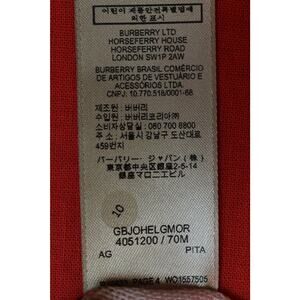 어린이제품안전특별법에
의한 표시
BURBERRY LTD
HORSEFERRY HOUSE
HORSEFERRY ROAD
LONDON SW1P 2AW
BURBERRY BRASIL COMÉRCIO
DE ARTIGOS DE VESTUÁRIO E
ACESSÓRIOS LTDA.
CNPJ: 10.770.518/0001-68
제조원 : 버버리
수입원 : 버버리코리아(주)
소비자상담실 : 080 700 8800
주소 : 서울시 강남구 도산대로
459번지
バーバリー・ジャパン(株)
東京都中央区銀座2-5-14
銀座マロニエビル
10
GBJOHELGMOR
4051200 / 70M
AG PITA
PAGE 4 WO1557505